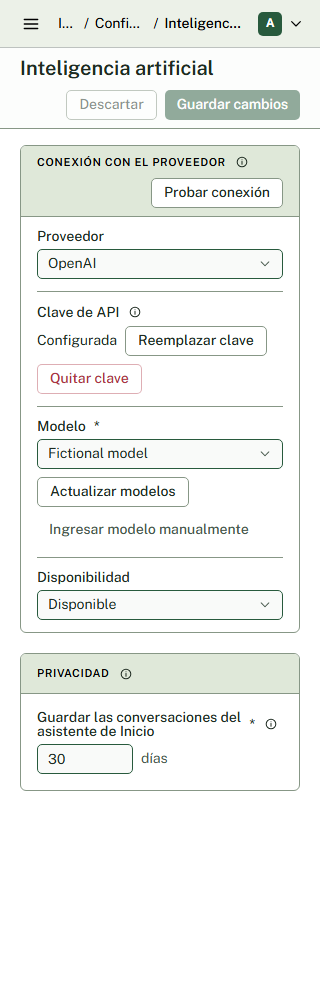 I... / Confi... / Inteligenc... A
Inteligencia artificial
Descartar Guardar cambios
CONEXIÓN CON EL PROVEEDOR
Probar conexión
Proveedor
OpenAI
Clave de API
Configurada Reemplazar clave
Quitar clave
Modelo *
Fictional model
Actualizar modelos
Ingresar modelo manualmente
Disponibilidad
Disponible
PRIVACIDAD
Guardar las conversaciones del
asistente de Inicio *
30 días